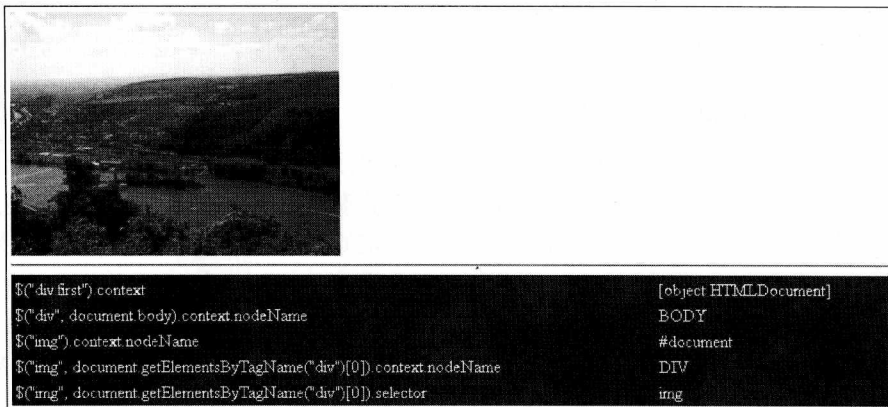 $("div:first").context [object HTMLDocument]
$("div", document.body).context.nodeName BODY
$("img").context.nodeName #document
$("img", document.getElementsByTagName("div")[0]).context.nodeName DIV
$("img", document.getElementsByTagName("div")[0]).selector img